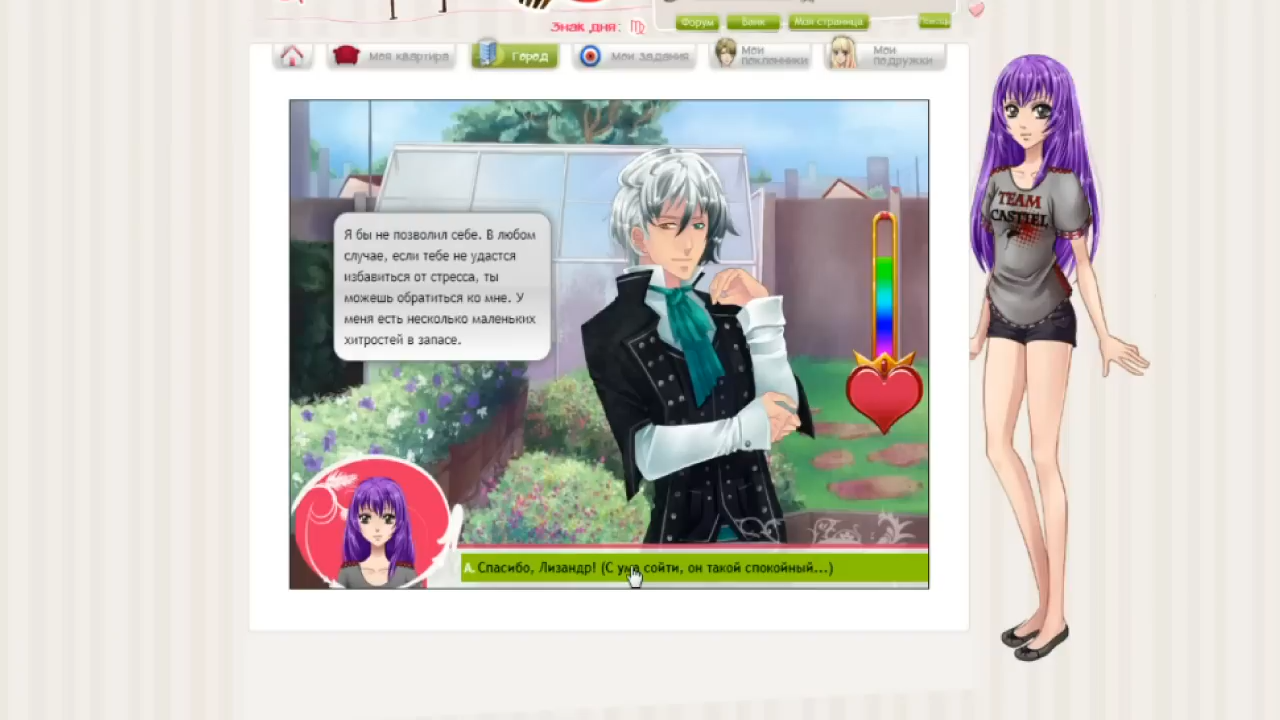 Знак дня:
Форум Банк Моя страница Помощь
Моя квартира Город Мои задания Мои поклонники Мои подружки
Я бы не позволил себе. В любом
случае, если тебе не удастся
избавиться от стресса, ты
можешь обратиться ко мне. У
меня есть несколько маленьких
хитростей в запасе.
TEAM
CASTIEL
A. Спасибо, Лизандр! (С ума сойти, он такой спокойный...)